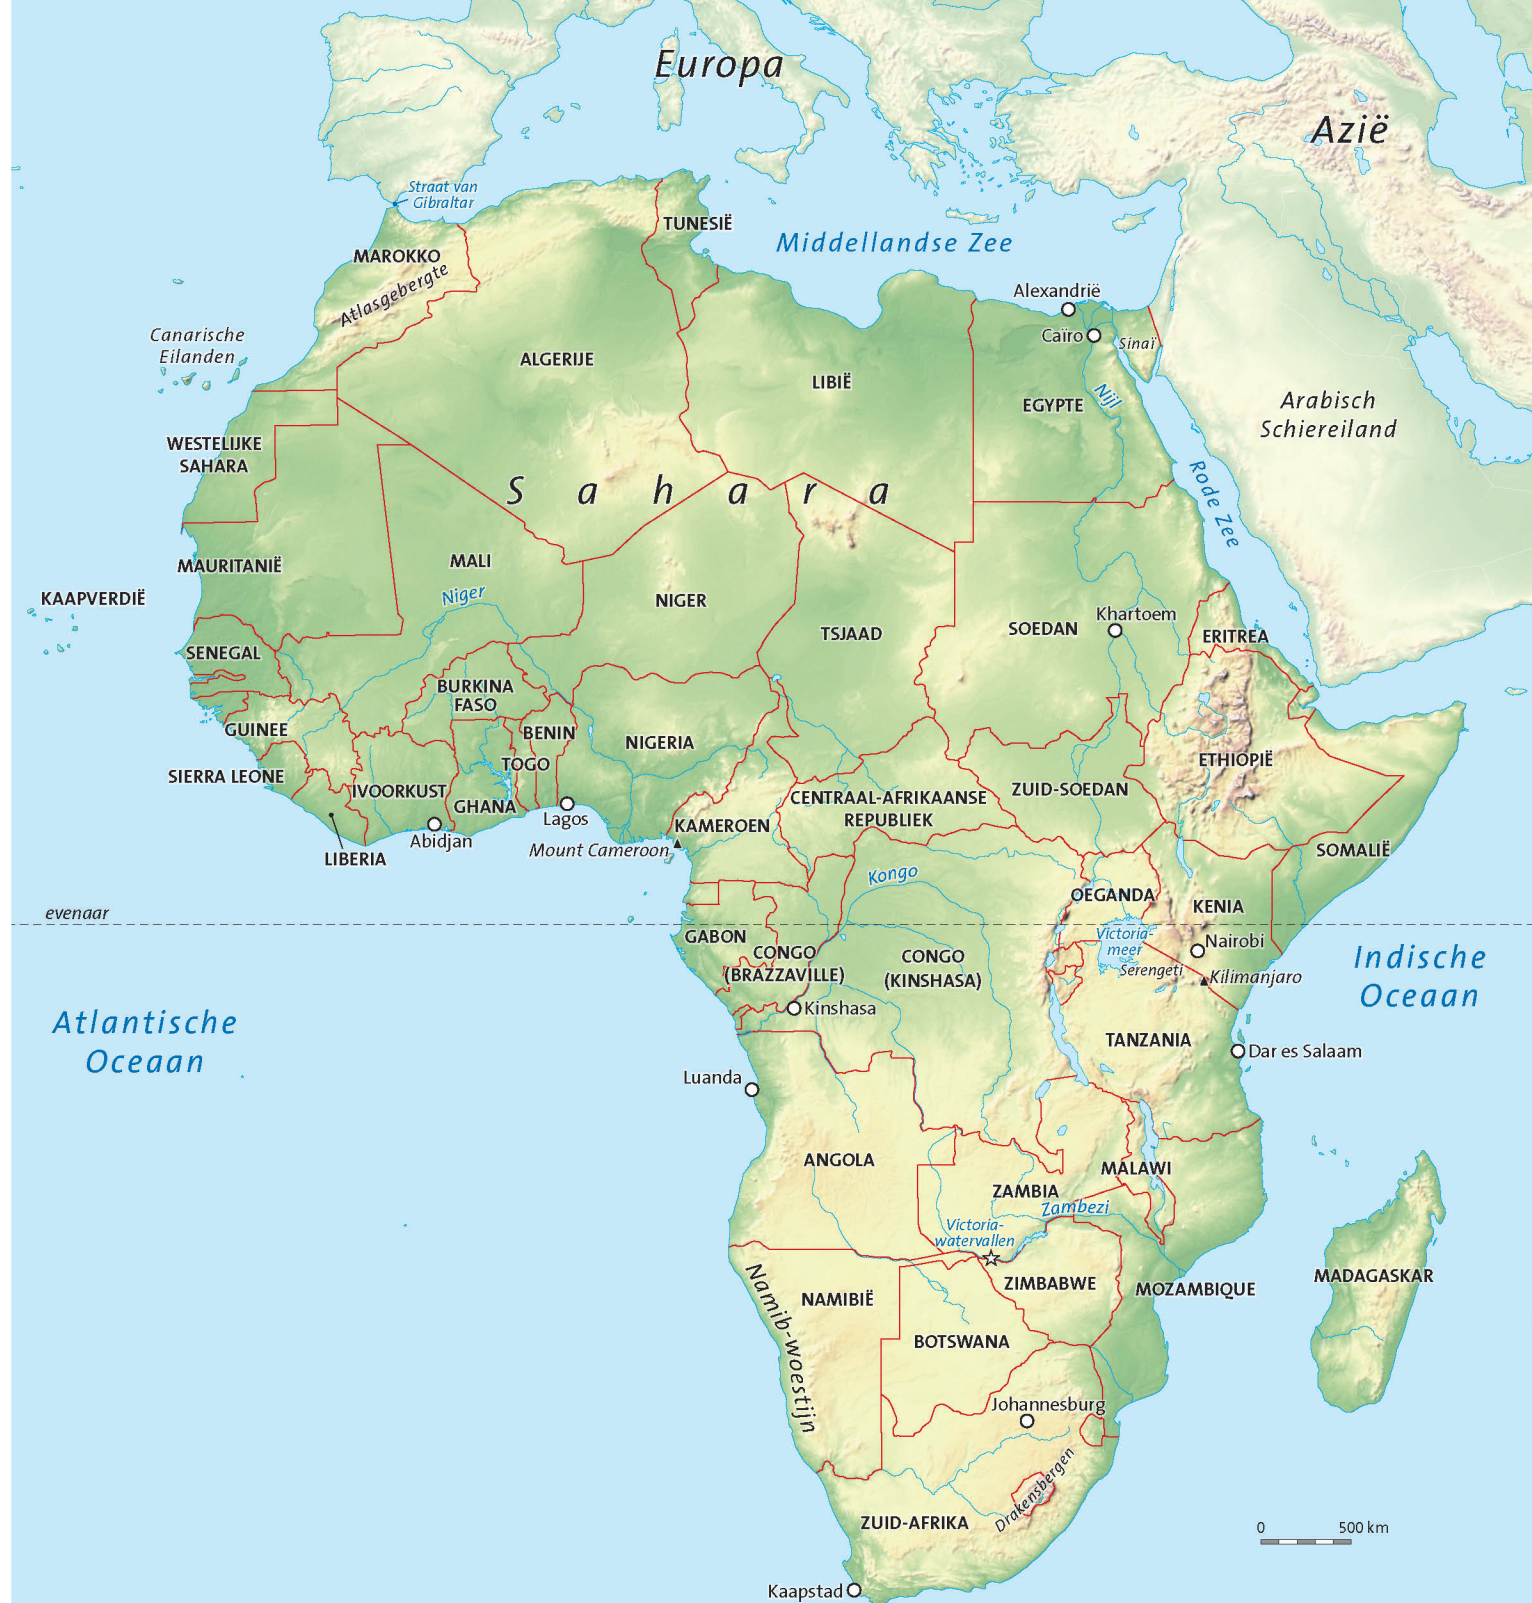 Europa
Azië
Straat van
Gibraltar
TUNESIË
Middellandse Zee
MAROKKO
Atlasgebergte
Alexandrië
Canarische
Eilanden
Caïro
Sinaï
ALGERIJE
LIBIË
EGYPTE
Nijl
Arabisch
Schiereiland
WESTELIJKE
SAHARA
Sahara
Rode Zee
MAURITANIË
MALI
KAAPVERDIË
Niger
NIGER
TSJAAD
SOEDAN
Khartoem
ERITREA
SENEGAL
BURKINA
FASO
GUINEE
BENIN
NIGERIA
TOGO
ETHIOPIË
SIERRA LEONE
IVOORKUST
GHANA
CENTRAAL-AFRIKAANSE
REPUBLIEK
ZUID-SOEDAN
Lagos
KAMEROEN
Abidjan
Mount Cameroon
LIBERIA
SOMALIË
Kongo
OEGANDA
KENIA
evenaar
GABON
Victoria-
meer
Nairobi
CONGO
(BRAZZAVILLE)
CONGO
(KINSHASA)
Serengeti
Kilimanjaro
Indische
Oceaan
Kinshasa
Atlantische
Oceaan
TANZANIA
Dar es Salaam
Luanda
ANGOLA
MALAWI
ZAMBIA
Zambezi
Victoria-
watervallen
NAMIBIË
Namib-woestijn
ZIMBABWE
MOZAMBIQUE
MADAGASKAR
BOTSWANA
Johannesburg
Drakensbergen
ZUID-AFRIKA
0 500 km
Kaapstad